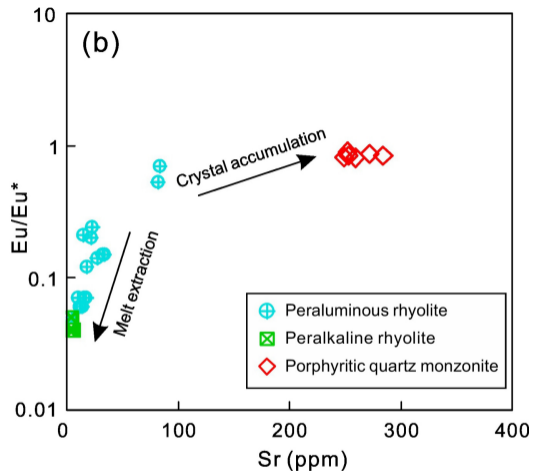 (b)
10
1
0.1
0.01
Eu/Eu*
Crystal accumulation
Melt extraction
Peraluminous rhyolite
Peralkaline rhyolite
Porphyritic quartz monzonite
0 100 200 300 400
Sr (ppm)